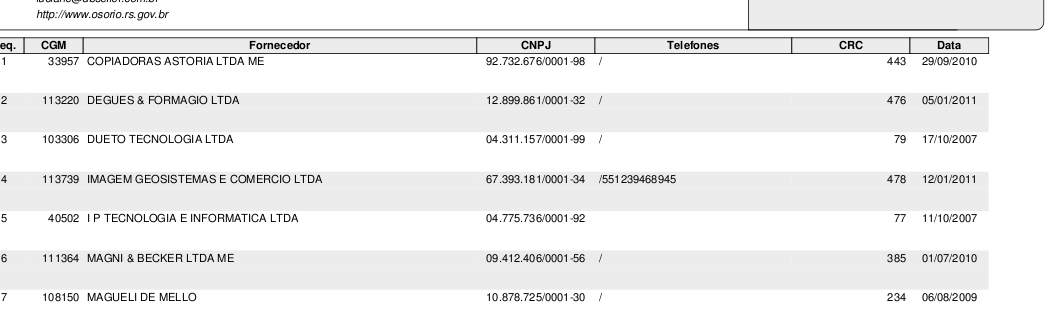 http://www.osorio.rs.gov.br
eq. CGM Fornecedor CNPJ Telefones CRC Data
1 33957 COPIADORAS ASTORIA LTDA ME 92.732.676/0001-98 / 443 29/09/2010
2 113220 DEGUES & FORMAGIO LTDA 12.899.861/0001-32 / 476 05/01/2011
3 103306 DUETO TECNOLOGIA LTDA 04.311.157/0001-99 / 79 17/10/2007
4 113739 IMAGEM GEOSISTEMAS E COMERCIO LTDA 67.393.181/0001-34 /551239468945 478 12/01/2011
5 40502 I P TECNOLOGIA E INFORMATICA LTDA 04.775.736/0001-92 77 11/10/2007
6 111364 MAGNI & BECKER LTDA ME 09.412.406/0001-56 / 385 01/07/2010
7 108150 MAGUELI DE MELLO 10.878.725/0001-30 / 234 06/08/2009